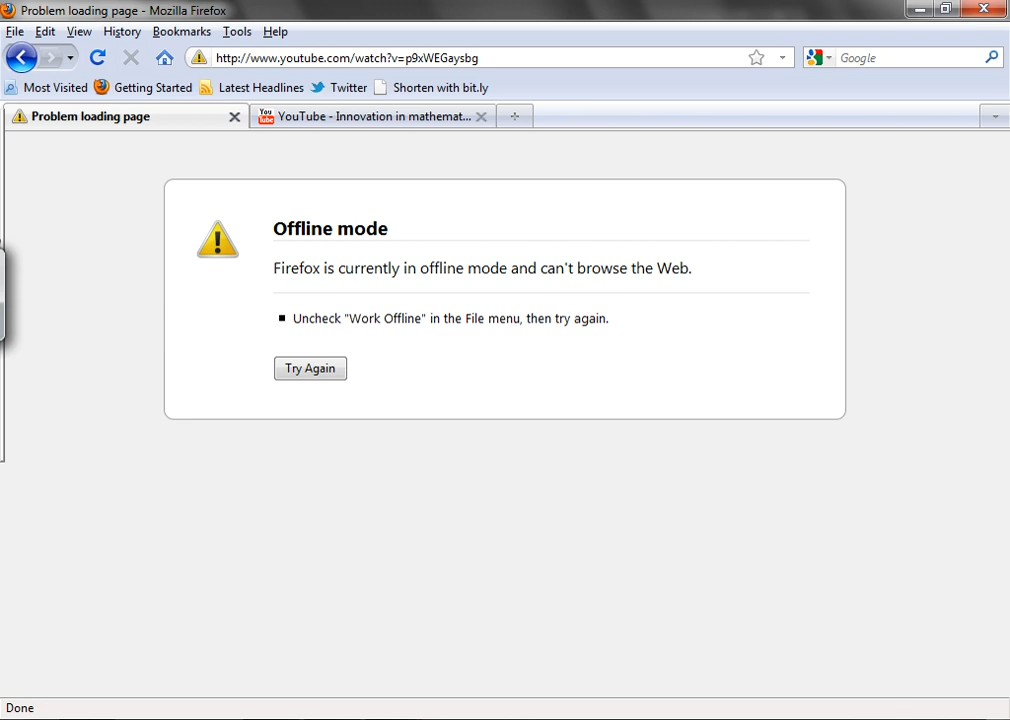 Problem loading page - Mozilla Firefox
File Edit View History Bookmarks Tools Help
http://www.youtube.com/watch?v=p9xWEGaysbg Google
Most Visited Getting Started Latest Headlines Twitter Shorten with bit.ly
Problem loading page You Tube YouTube - Innovation in mathemat...
Offline mode
Firefox is currently in offline mode and can't browse the Web.
Uncheck "Work Offline" in the File menu, then try again.
Try Again
Done